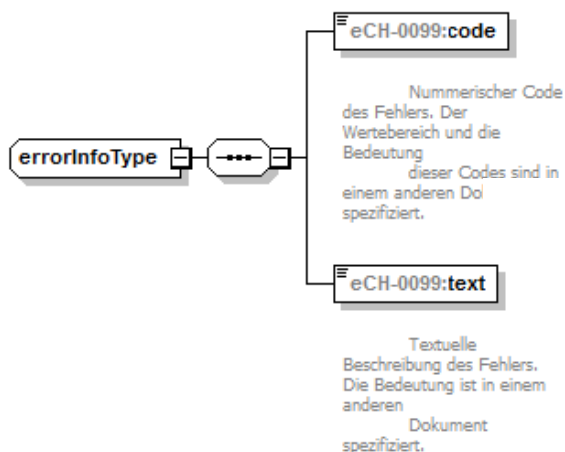 eCH-0099:code
Nummerischer Code
des Fehlers. Der
Wertebereich und die
Bedeutung
dieser Codes sind in
einem anderen Do
spezifiziert.
errorInfoType
eCH-0099:text
Textuelle
Beschreibung des Fehlers.
Die Bedeutung ist in einem
anderen
Dokument
spezifiziert.